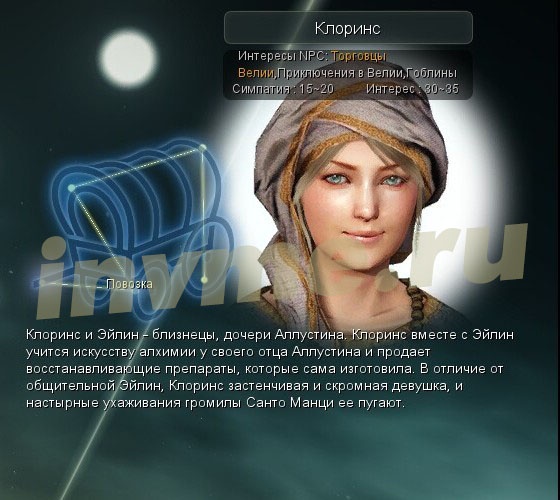 Клоринс
Интересы NPC: Торговцы
Велии,Приключения в Велии,Гоблины
Симпатия : 15~20 Интерес : 30~35
Повозка
Клоринс и Эйлин - близнецы, дочери Аллустина. Клоринс вместе с Эйлин
учится искусству алхимии у своего отца Аллустина и продает
восстанавливающие препараты, которые сама изготовила. В отличие от
общительной Эйлин, Клоринс застенчивая и скромная девушка, и
настырные ухаживания громилы Санто Манци ее пугают.